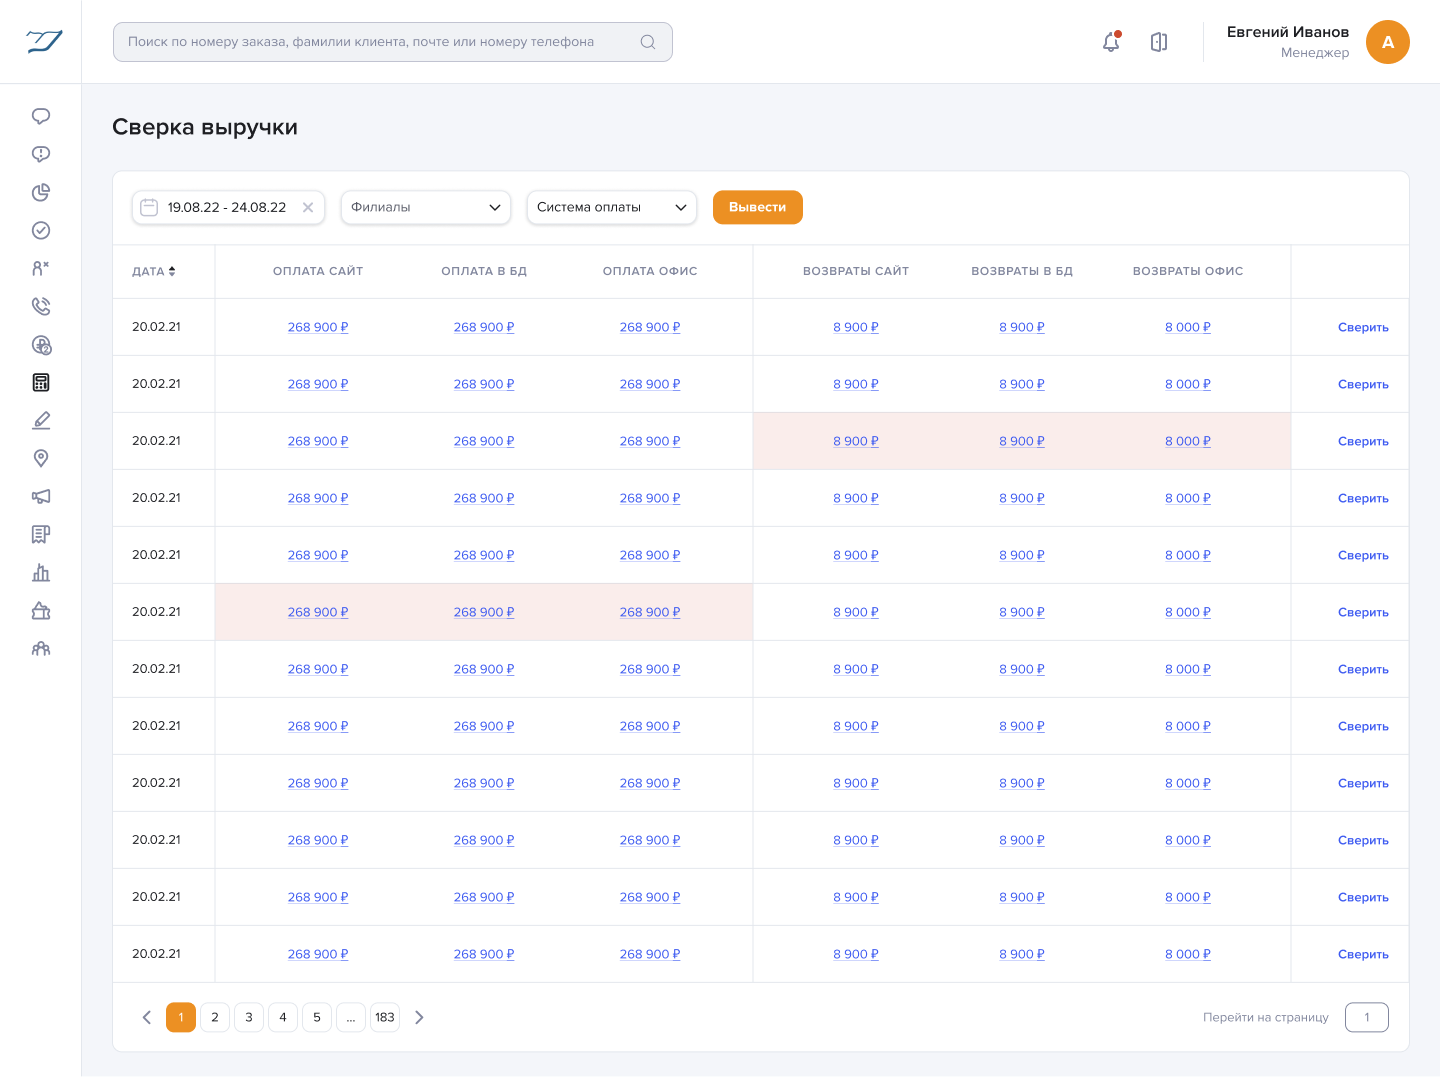 Поиск по номеру заказа, фамилии клиента, почте или номеру телефона
Евгений Иванов
Менеджер
А
Сверка выручки
19.08.22 - 24.08.22 Филиалы Система оплаты Вывести
ДАТА ОПЛАТА САЙТ ОПЛАТА В БД ОПЛАТА ОФИС ВОЗВРАТЫ САЙТ ВОЗВРАТЫ В БД ВОЗВРАТЫ ОФИС
20.02.21 268 900 ₽ 268 900 ₽ 268 900 ₽ 8 900 ₽ 8 900 ₽ 8 000 ₽ Сверить
20.02.21 268 900 ₽ 268 900 ₽ 268 900 ₽ 8 900 ₽ 8 900 ₽ 8 000 ₽ Сверить
20.02.21 268 900 ₽ 268 900 ₽ 268 900 ₽ 8 900 ₽ 8 900 ₽ 8 000 ₽ Сверить
20.02.21 268 900 ₽ 268 900 ₽ 268 900 ₽ 8 900 ₽ 8 900 ₽ 8 000 ₽ Сверить
20.02.21 268 900 ₽ 268 900 ₽ 268 900 ₽ 8 900 ₽ 8 900 ₽ 8 000 ₽ Сверить
20.02.21 268 900 ₽ 268 900 ₽ 268 900 ₽ 8 900 ₽ 8 900 ₽ 8 000 ₽ Сверить
20.02.21 268 900 ₽ 268 900 ₽ 268 900 ₽ 8 900 ₽ 8 900 ₽ 8 000 ₽ Сверить
20.02.21 268 900 ₽ 268 900 ₽ 268 900 ₽ 8 900 ₽ 8 900 ₽ 8 000 ₽ Сверить
20.02.21 268 900 ₽ 268 900 ₽ 268 900 ₽ 8 900 ₽ 8 900 ₽ 8 000 ₽ Сверить
20.02.21 268 900 ₽ 268 900 ₽ 268 900 ₽ 8 900 ₽ 8 900 ₽ 8 000 ₽ Сверить
20.02.21 268 900 ₽ 268 900 ₽ 268 900 ₽ 8 900 ₽ 8 900 ₽ 8 000 ₽ Сверить
20.02.21 268 900 ₽ 268 900 ₽ 268 900 ₽ 8 900 ₽ 8 900 ₽ 8 000 ₽ Сверить
1 2 3 4 5 ... 183 Перейти на страницу 1